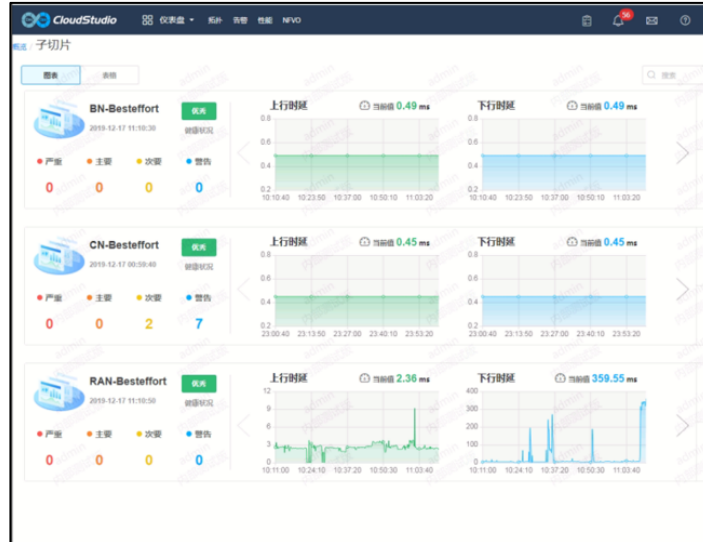 CloudStudio 仪表盘 拓扑 告警 性能 NFVO 56
概览 / 子切片
图表 表格 搜索
BN-Besteffort 优秀
2019-12-17 11:10:30 健康状况
严重 主要 次要 警告
0 0 0 0
上行时延 当前值 0.49 ms
0.8
0.6
0.4
0.2
10:10:40 10:23:50 10:37:00 10:50:10 11:03:20
下行时延 当前值 0.49 ms
0.8
0.6
0.4
0.2
10:10:40 10:23:50 10:37:00 10:50:10 11:03:20
CN-Besteffort 优秀
2019-12-17 00:59:40 健康状况
严重 主要 次要 警告
0 0 2 7
上行时延 当前值 0.45 ms
0.8
0.6
0.4
0.2
23:00:40 23:13:50 23:27:00 23:40:10 23:53:20
下行时延 当前值 0.45 ms
0.8
0.6
0.4
0.2
23:00:40 23:13:50 23:27:00 23:40:10 23:53:20
RAN-Besteffort 优秀
2019-12-17 11:10:50 健康状况
严重 主要 次要 警告
0 0 0 0
上行时延 当前值 2.36 ms
12
9
6
3
0
10:11:00 10:24:10 10:37:20 10:50:30 11:03:40
下行时延 当前值 359.55 ms
400
300
200
100
0
10:11:00 10:24:10 10:37:20 10:50:30 11:03:40